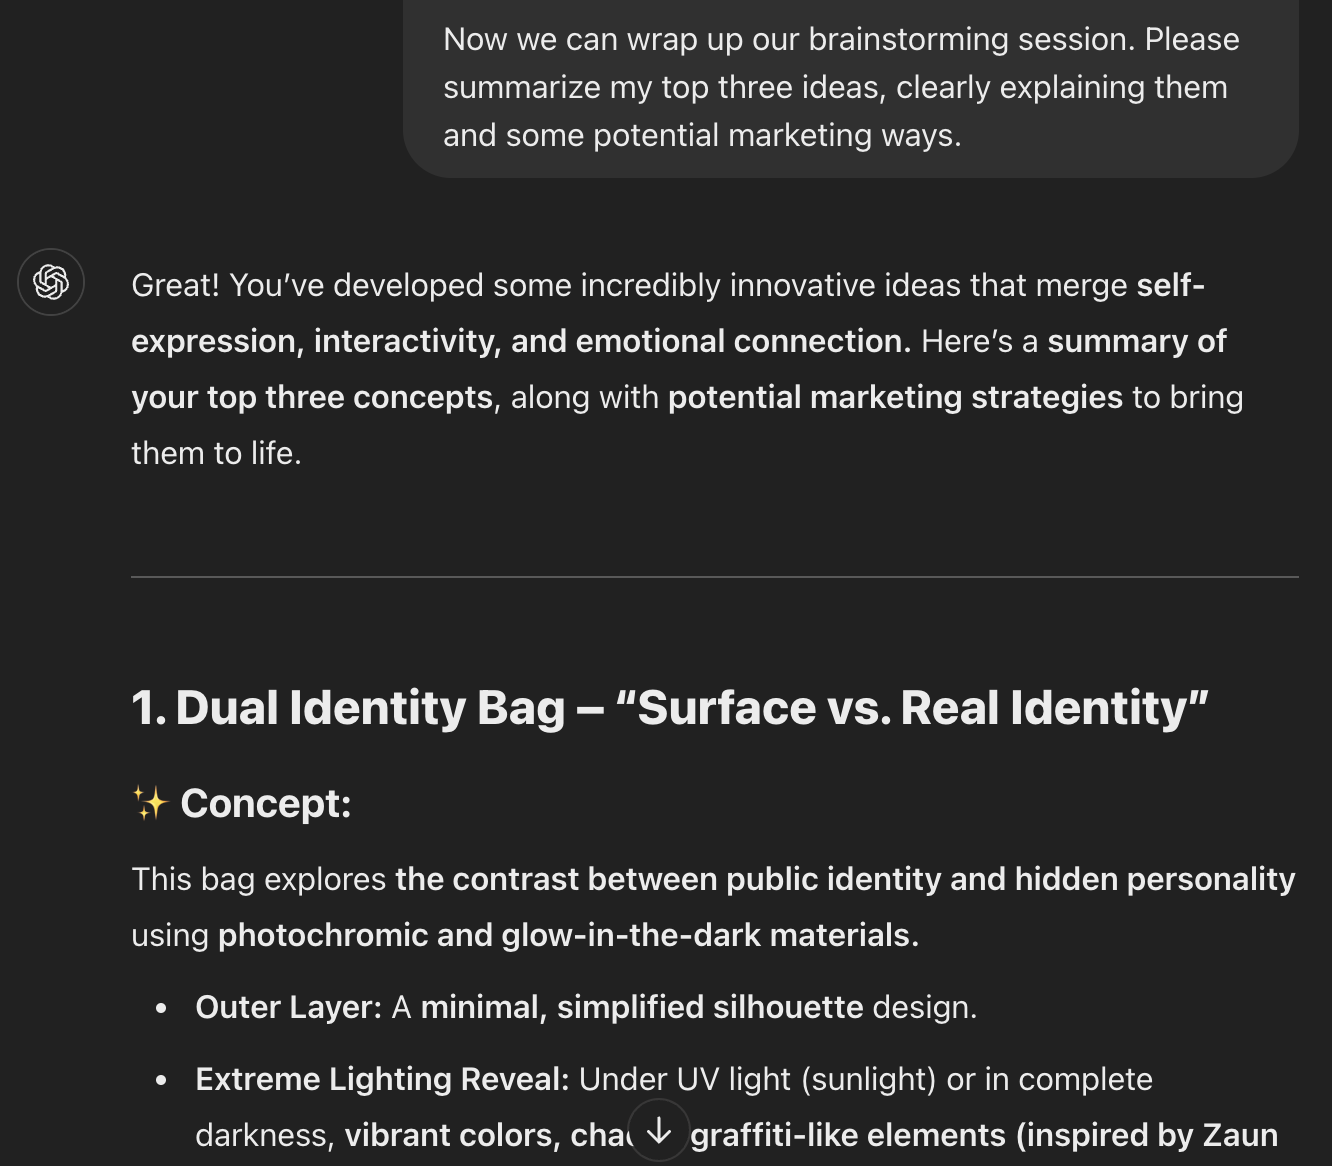 Now we can wrap up our brainstorming session. Please
summarize my top three ideas, clearly explaining them
and some potential marketing ways.
Great! You’ve developed some incredibly innovative ideas that merge self-
expression, interactivity, and emotional connection. Here’s a summary of
your top three concepts, along with potential marketing strategies to bring
them to life.
1. Dual Identity Bag – “Surface vs. Real Identity”
✨ Concept:
This bag explores the contrast between public identity and hidden personality
using photochromic and glow-in-the-dark materials.
• Outer Layer: A minimal, simplified silhouette design.
• Extreme Lighting Reveal: Under UV light (sunlight) or in complete
darkness, vibrant colors, graffiti-like elements (inspired by Zaun